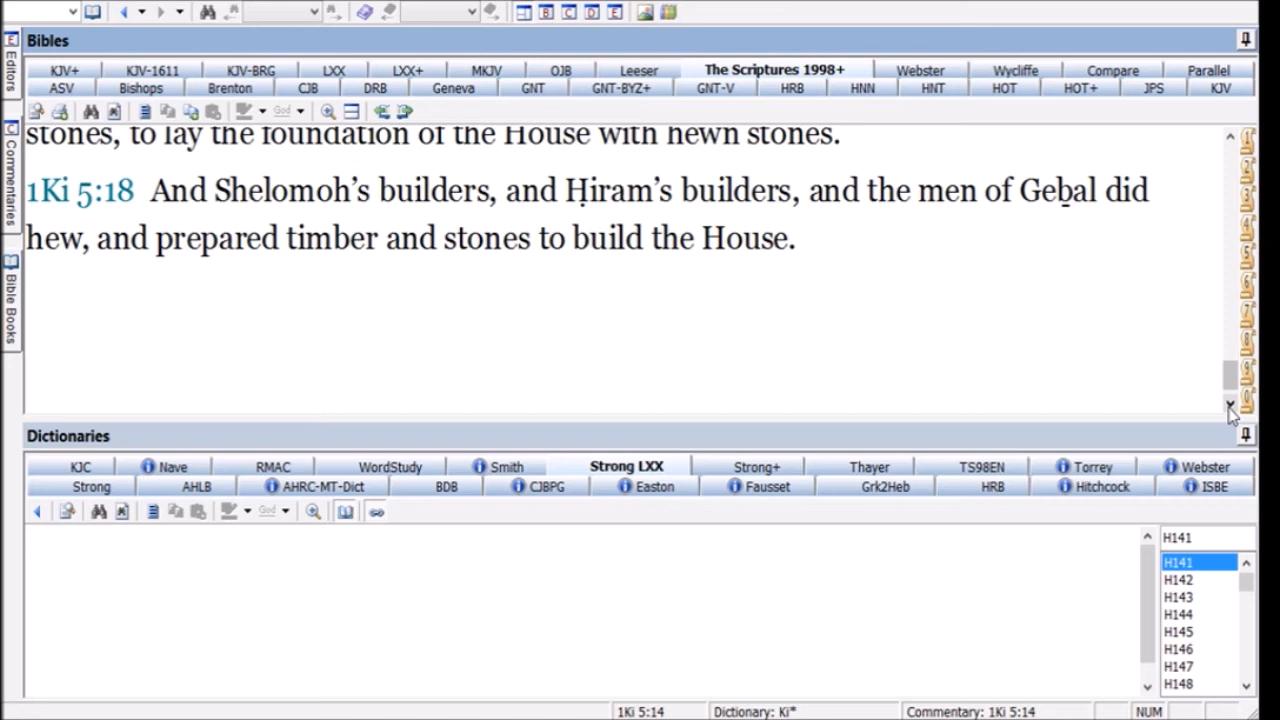 Bibles
KJV+ KJV-1611 KJV-BRG LXX LXX+ MKJV OJB Leeser The Scriptures 1998+ Webster Wycliffe Compare Parallel
ASV Bishops Brenton CJB DRB Geneva GNT GNT-BYZ+ GNT-V HRB HNN HNT HOT HOT+ JPS KJV
God
stones, to lay the foundation of the House with hewn stones.
1Ki 5:18 And Shelomoh’s builders, and Ḥiram’s builders, and the men of Geḇal did
hew, and prepared timber and stones to build the House.
Editors
Commentaries
Bible Books
Dictionaries
KJC Nave RMAC WordStudy Smith Strong LXX Strong+ Thayer TS98EN Torrey Webster
Strong AHLB AHRC-MT-Dict BDB CJBPG Easton Fausset Grk2Heb HRB Hitchcock ISBE
God
H141
H141
H142
H143
H144
H145
H146
H147
H148
1Ki 5:14 Dictionary: Ki* Commentary: 1Ki 5:14 NUM